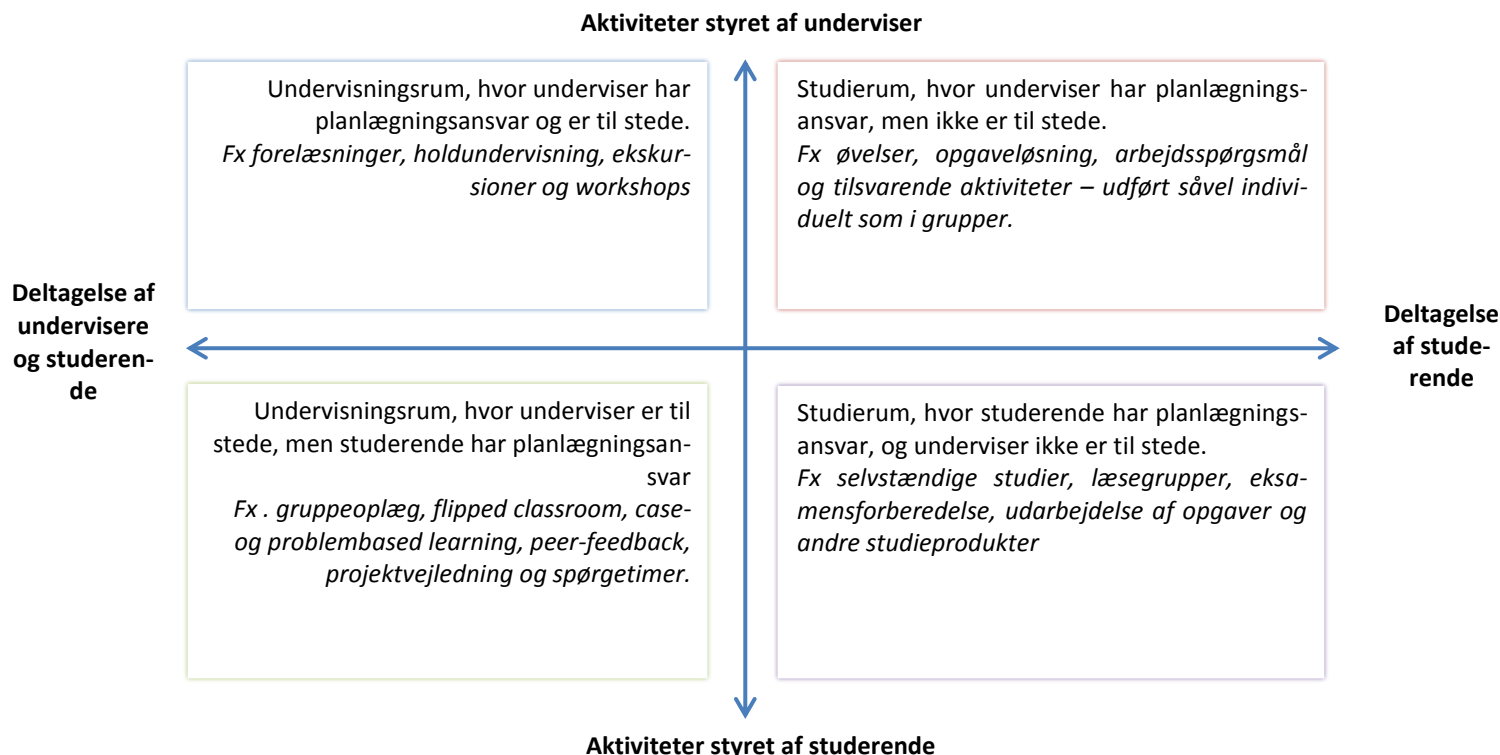 Aktiviteter styret af underviser
Undervisningsrum, hvor underviser har
planlægningsansvar og er til stede.
Fx forelæsninger, holdundervisning, ekskur-
sioner og workshops
Studierum, hvor underviser har planlægnings-
ansvar, men ikke er til stede.
Fx øvelser, opgaveløsning, arbejdsspørgsmål
og tilsvarende aktiviteter – udført såvel indivi-
duelt som i grupper.
Deltagelse af
undervisere
og studeren-
de
Deltagelse
af stude-
rende
Undervisningsrum, hvor underviser er til
stede, men studerende har planlægningsan-
svar
Fx . gruppeoplæg, flipped classroom, case-
og problembased learning, peer-feedback,
projektvejledning og spørgetimer.
Studierum, hvor studerende har planlægnings-
ansvar, og underviser ikke er til stede.
Fx selvstændige studier, læsegrupper, eksa-
mensforberedelse, udarbejdelse af opgaver og
andre studieprodukter
Aktiviteter styret af studerende